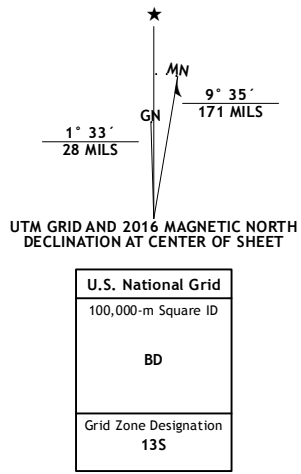 ★
MN
GN
9° 35´
171 MILS
1° 33´
28 MILS
UTM GRID AND 2016 MAGNETIC NORTH
DECLINATION AT CENTER OF SHEET
U.S. National Grid
100,000-m Square ID
BD
Grid Zone Designation
13S